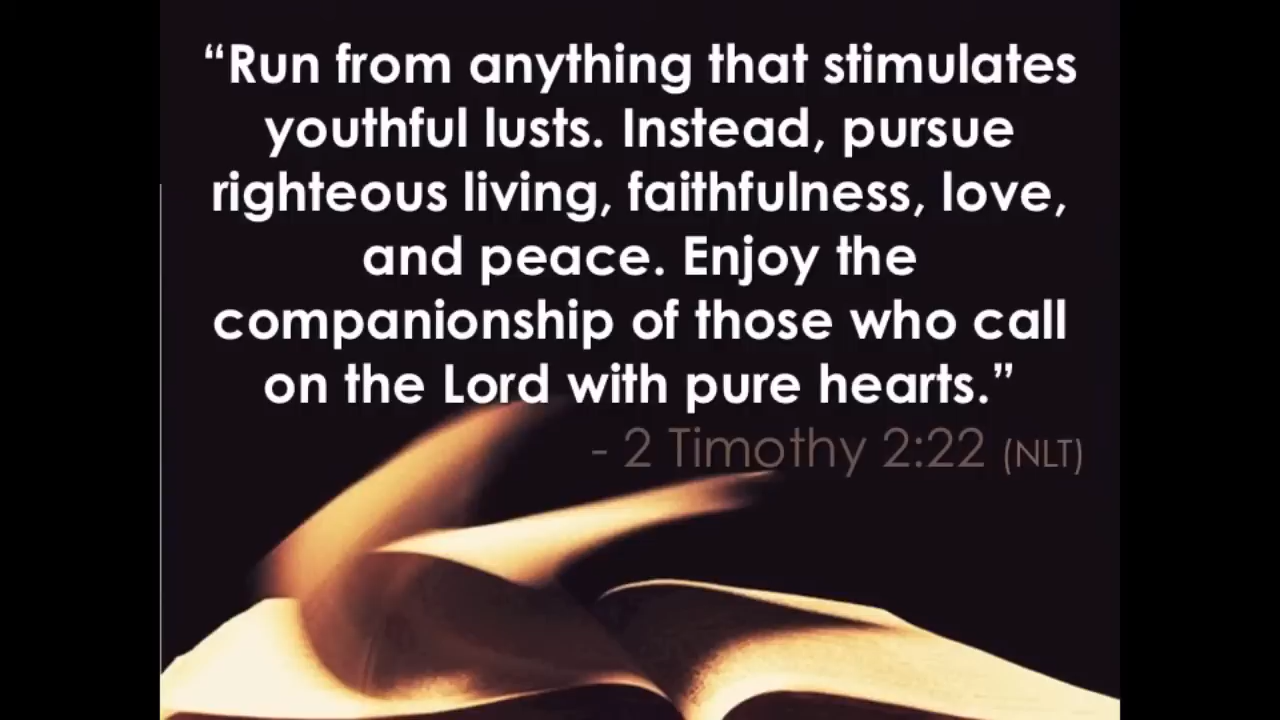 “Run from anything that stimulates
youthful lusts. Instead, pursue
righteous living, faithfulness, love,
and peace. Enjoy the
companionship of those who call
on the Lord with pure hearts.”
- 2 Timothy 2:22 (NLT)